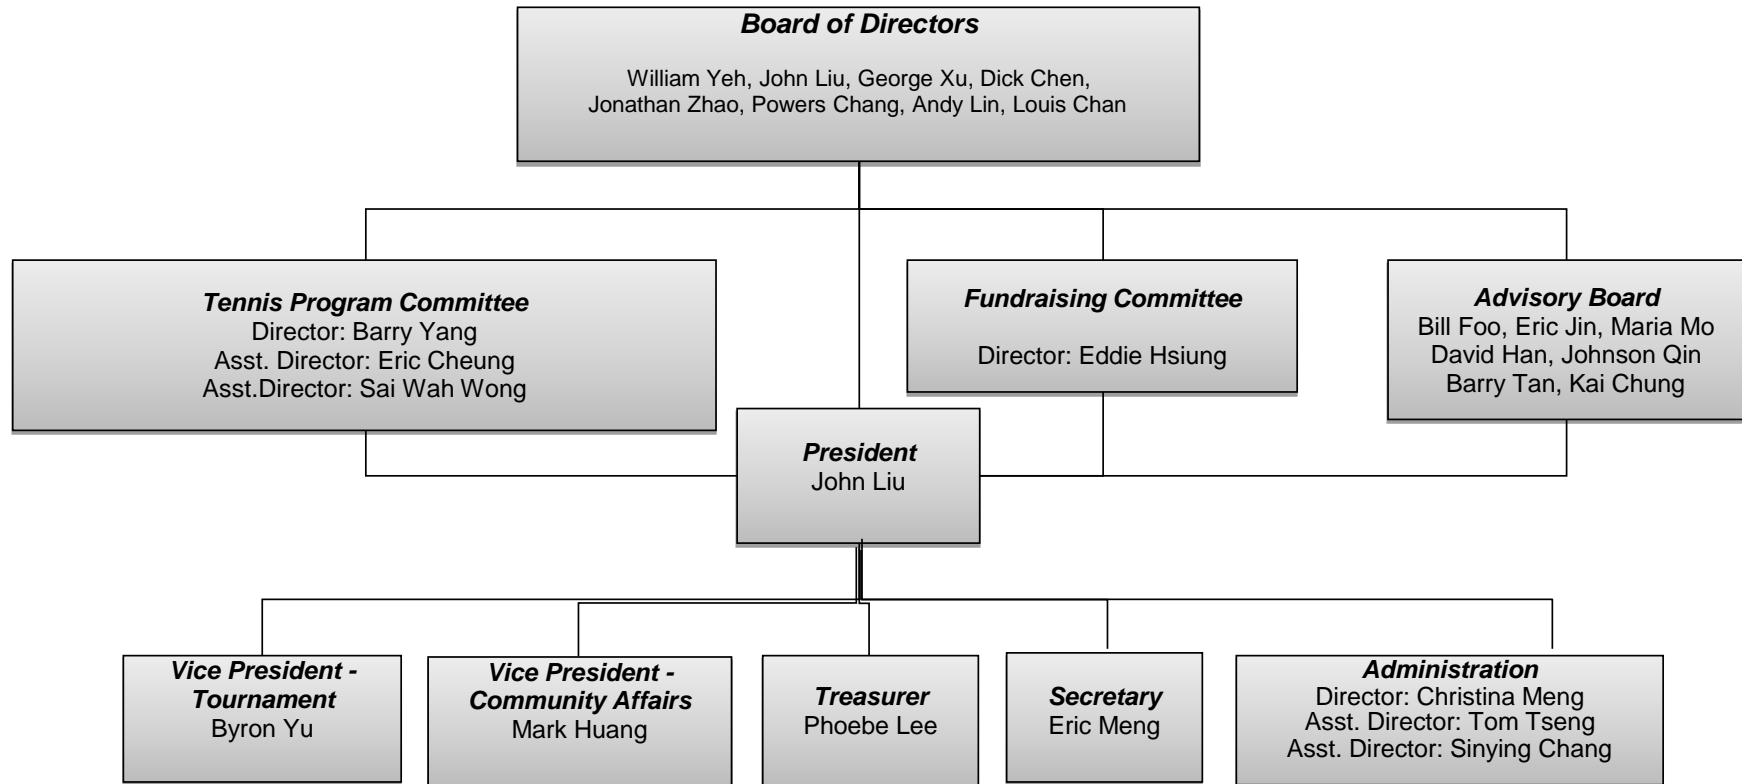 Board of Directors
William Yeh, John Liu, George Xu, Dick Chen,
Jonathan Zhao, Powers Chang, Andy Lin, Louis Chan
Tennis Program Committee
Director: Barry Yang
Asst. Director: Eric Cheung
Asst.Director: Sai Wah Wong
Fundraising Committee
Director: Eddie Hsiung
Advisory Board
Bill Foo, Eric Jin, Maria Mo
David Han, Johnson Qin
Barry Tan, Kai Chung
President
John Liu
Vice President -
Tournament
Byron Yu
Vice President -
Community Affairs
Mark Huang
Treasurer
Phoebe Lee
Secretary
Eric Meng
Administration
Director: Christina Meng
Asst. Director: Tom Tseng
Asst. Director: Sinying Chang